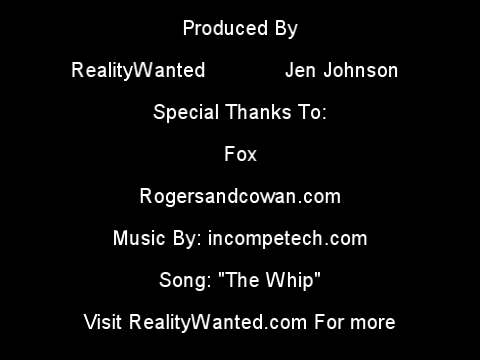 Produced By
RealityWanted Jen Johnson
Special Thanks To:
Fox
Rogersandcowan.com
Music By: incompetech.com
Song: "The Whip"
Visit RealityWanted.com For more